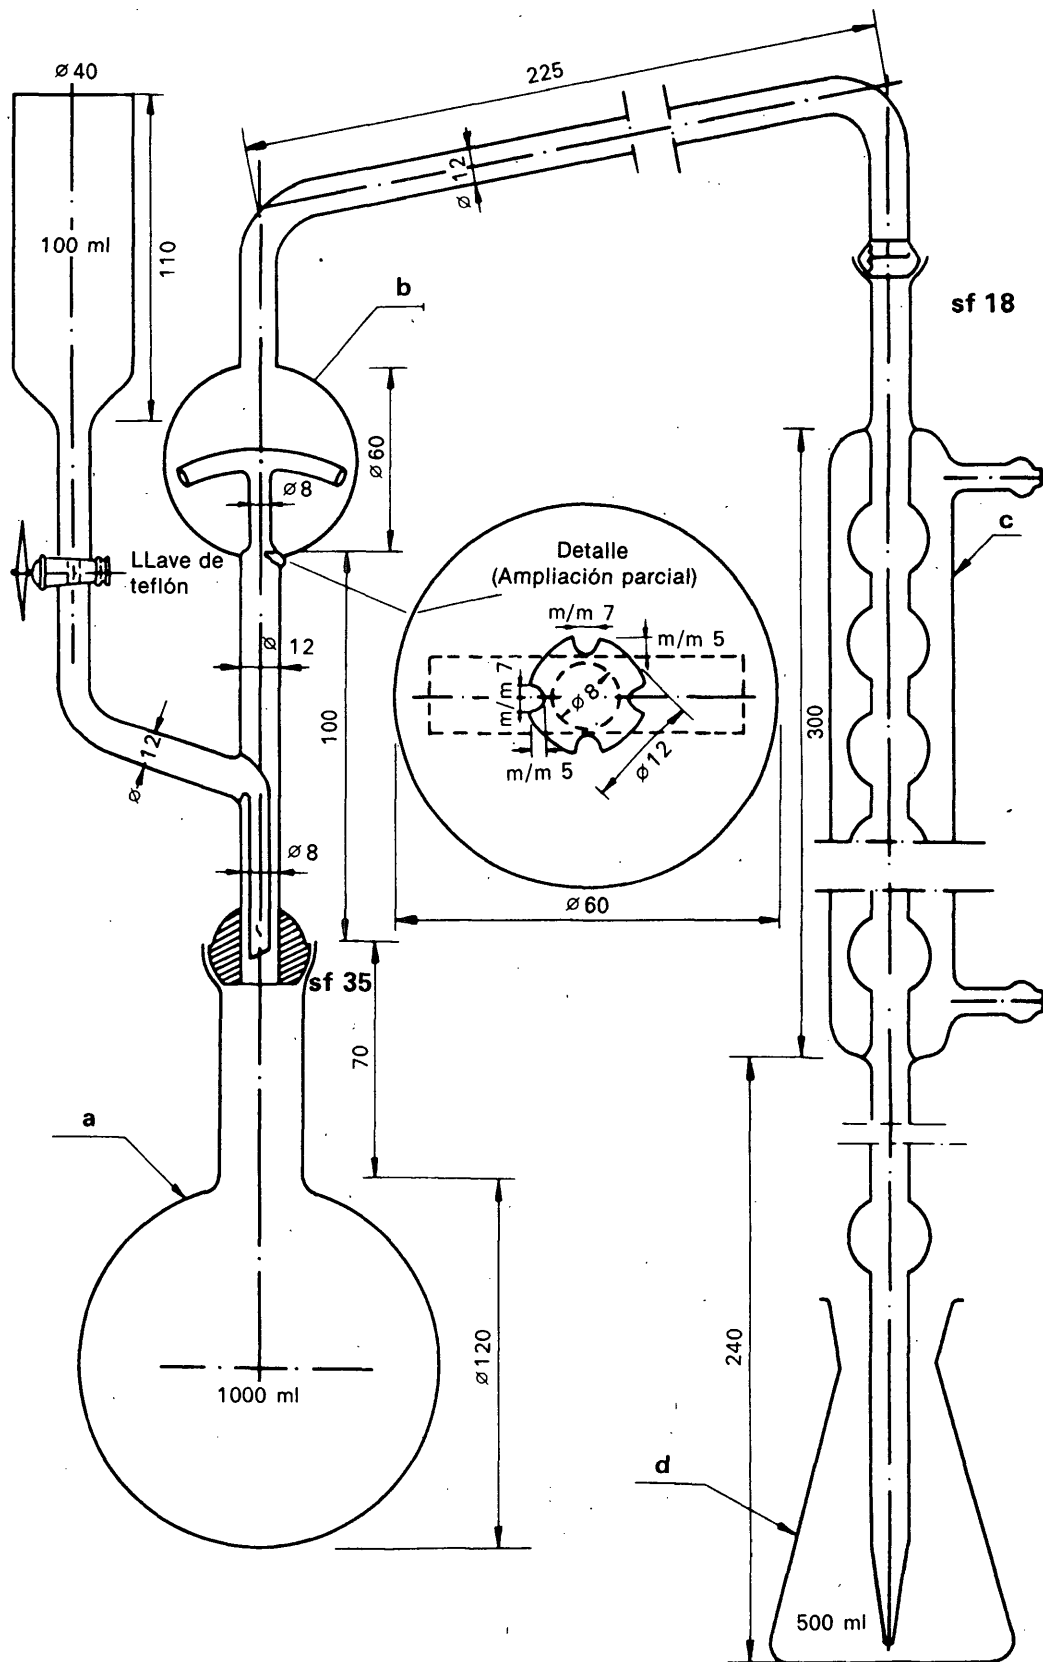 225
⌀40
⌀ 12
100 ml
110
b
sf 18
⌀60
⌀8
c
Detalle
(Ampliación parcial)
LLave de
teflón
m/m 7
m/m 5
⌀ 12
m/m 7
⌀8
100
300
⌀ 12
m/m 5
⌀12
⌀8
⌀60
sf 35
70
a
240
⌀120
1000 ml
d
500 ml